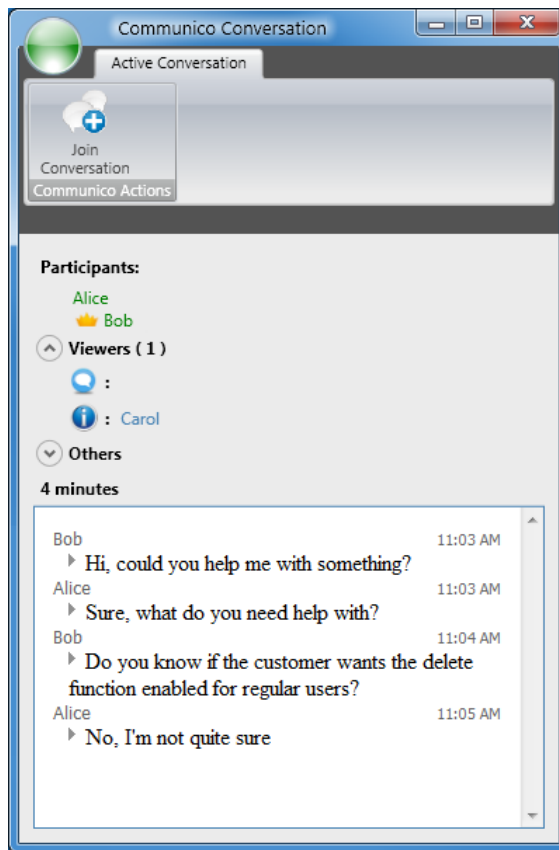 Communico Conversation
Active Conversation
Join
Conversation
Communico Actions
Participants:
Alice
Bob
Viewers ( 1 )
:
: Carol
Others
4 minutes
Bob 11:03 AM
Hi, could you help me with something?
Alice 11:03 AM
Sure, what do you need help with?
Bob 11:04 AM
Do you know if the customer wants the delete
function enabled for regular users?
Alice 11:05 AM
No, I'm not quite sure